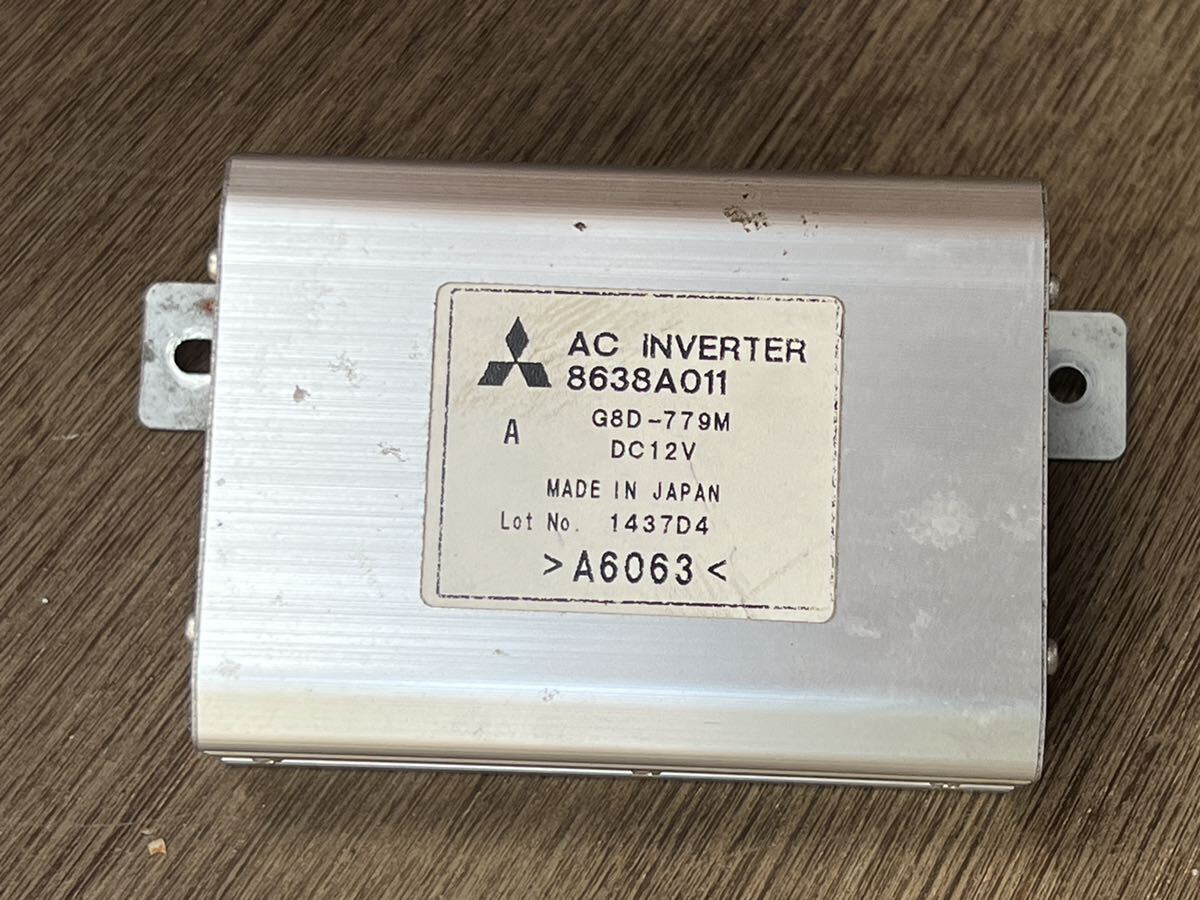 AC INVERTER
8638A011
G8D-779M
A
DC12V
MADE IN JAPAN
Lot No. 1437D4
>A6063<